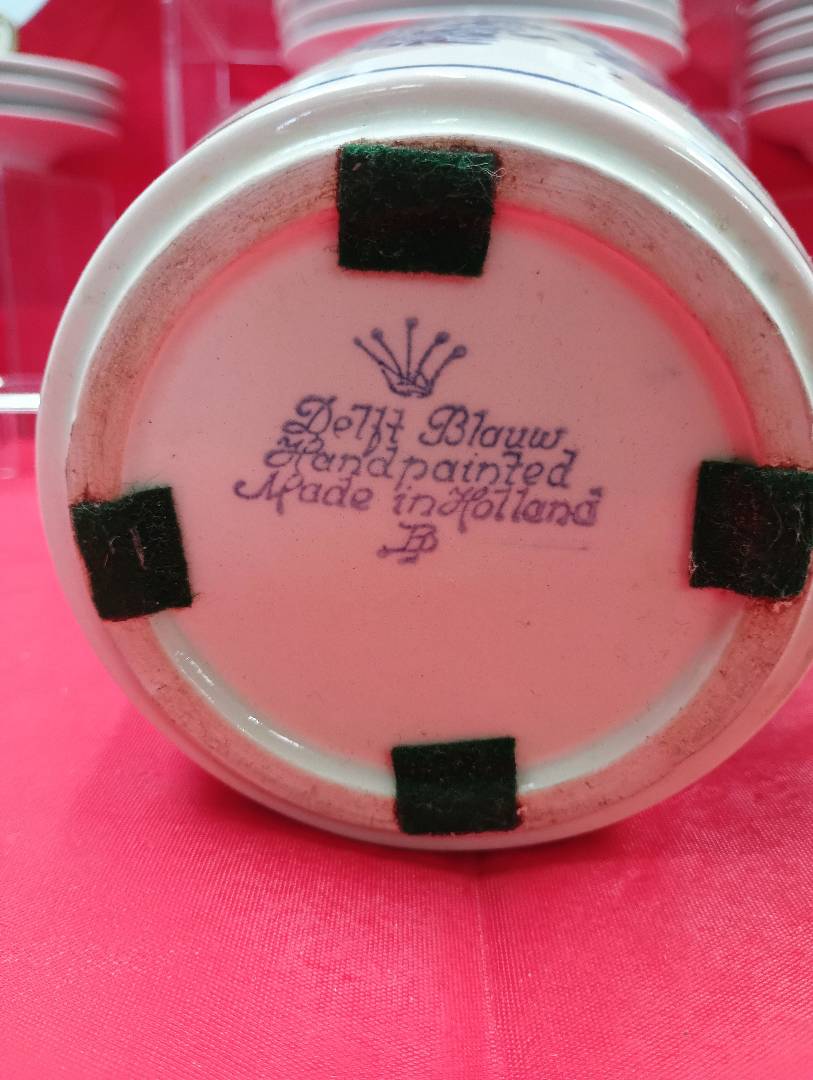 Delft Blauw
Handpainted
Made in Holland